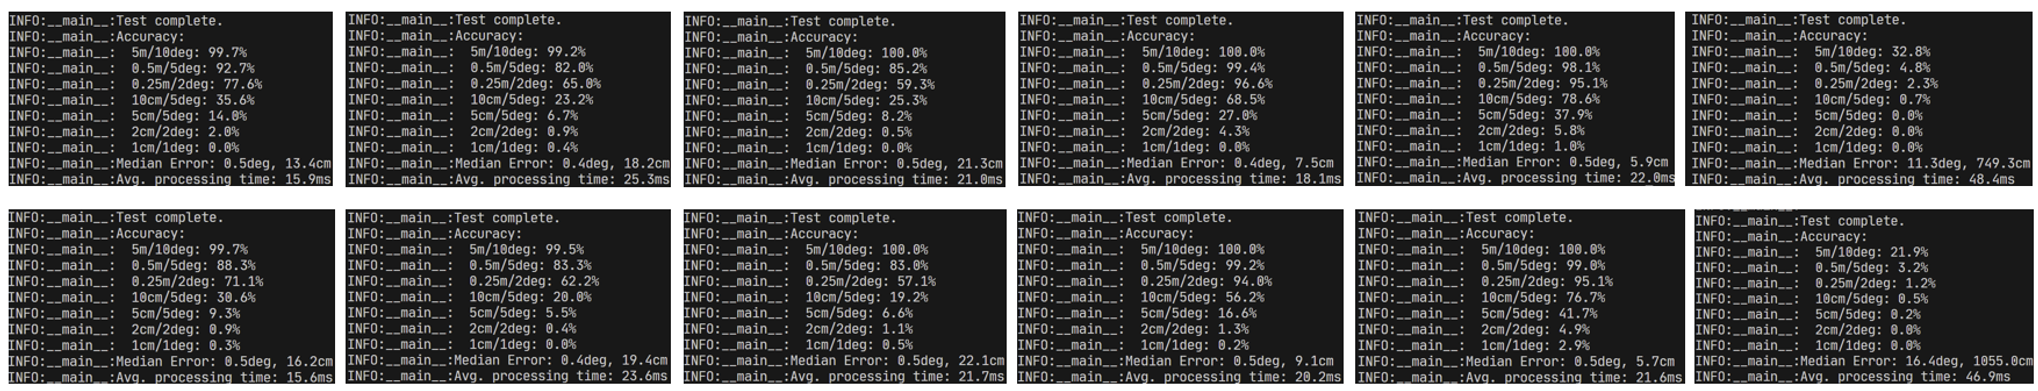 INFO:__main__:Test complete.
INFO:__main__:Accuracy:
INFO:__main__: 5m/10deg: 99.7%
INFO:__main__: 0.5m/5deg: 92.7%
INFO:__main__: 0.25m/2deg: 77.6%
INFO:__main__: 10cm/5deg: 35.6%
INFO:__main__: 5cm/5deg: 14.0%
INFO:__main__: 2cm/2deg: 2.0%
INFO:__main__: 1cm/1deg: 0.0%
INFO:__main__:Median Error: 0.5deg, 13.4cm
INFO:__main__:Avg. processing time: 15.9ms
INFO:__main__:Test complete.
INFO:__main__:Accuracy:
INFO:__main__: 5m/10deg: 99.2%
INFO:__main__: 0.5m/5deg: 82.0%
INFO:__main__: 0.25m/2deg: 65.0%
INFO:__main__: 10cm/5deg: 23.2%
INFO:__main__: 5cm/5deg: 6.7%
INFO:__main__: 2cm/2deg: 0.9%
INFO:__main__: 1cm/1deg: 0.4%
INFO:__main__:Median Error: 0.4deg, 18.2cm
INFO:__main__:Avg. processing time: 25.3ms
INFO:__main__:Test complete.
INFO:__main__:Accuracy:
INFO:__main__: 5m/10deg: 100.0%
INFO:__main__: 0.5m/5deg: 85.2%
INFO:__main__: 0.25m/2deg: 59.3%
INFO:__main__: 10cm/5deg: 25.3%
INFO:__main__: 5cm/5deg: 8.2%
INFO:__main__: 2cm/2deg: 0.5%
INFO:__main__: 1cm/1deg: 0.0%
INFO:__main__:Median Error: 0.5deg, 21.3cm
INFO:__main__:Avg. processing time: 21.0ms
INFO:__main__:Test complete.
INFO:__main__:Accuracy:
INFO:__main__: 5m/10deg: 100.0%
INFO:__main__: 0.5m/5deg: 99.4%
INFO:__main__: 0.25m/2deg: 96.6%
INFO:__main__: 10cm/5deg: 68.5%
INFO:__main__: 5cm/5deg: 27.0%
INFO:__main__: 2cm/2deg: 4.3%
INFO:__main__: 1cm/1deg: 0.0%
INFO:__main__:Median Error: 0.4deg, 7.5cm
INFO:__main__:Avg. processing time: 18.1ms
INFO:__main__:Test complete.
INFO:__main__:Accuracy:
INFO:__main__: 5m/10deg: 100.0%
INFO:__main__: 0.5m/5deg: 98.1%
INFO:__main__: 0.25m/2deg: 95.1%
INFO:__main__: 10cm/5deg: 78.6%
INFO:__main__: 5cm/5deg: 37.9%
INFO:__main__: 2cm/2deg: 5.8%
INFO:__main__: 1cm/1deg: 1.0%
INFO:__main__:Median Error: 0.5deg, 5.9cm
INFO:__main__:Avg. processing time: 22.0ms
INFO:__main__:Test complete.
INFO:__main__:Accuracy:
INFO:__main__: 5m/10deg: 32.8%
INFO:__main__: 0.5m/5deg: 4.8%
INFO:__main__: 0.25m/2deg: 2.3%
INFO:__main__: 10cm/5deg: 0.7%
INFO:__main__: 5cm/5deg: 0.0%
INFO:__main__: 2cm/2deg: 0.0%
INFO:__main__: 1cm/1deg: 0.0%
INFO:__main__:Median Error: 11.3deg, 749.3cm
INFO:__main__:Avg. processing time: 48.4ms
INFO:__main__:Test complete.
INFO:__main__:Accuracy:
INFO:__main__: 5m/10deg: 99.7%
INFO:__main__: 0.5m/5deg: 88.3%
INFO:__main__: 0.25m/2deg: 71.1%
INFO:__main__: 10cm/5deg: 30.6%
INFO:__main__: 5cm/5deg: 9.3%
INFO:__main__: 2cm/2deg: 0.9%
INFO:__main__: 1cm/1deg: 0.3%
INFO:__main__:Median Error: 0.5deg, 16.2cm
INFO:__main__:Avg. processing time: 15.6ms
INFO:__main__:Test complete.
INFO:__main__:Accuracy:
INFO:__main__: 5m/10deg: 99.5%
INFO:__main__: 0.5m/5deg: 83.3%
INFO:__main__: 0.25m/2deg: 62.2%
INFO:__main__: 10cm/5deg: 20.0%
INFO:__main__: 5cm/5deg: 5.5%
INFO:__main__: 2cm/2deg: 0.4%
INFO:__main__: 1cm/1deg: 0.0%
INFO:__main__:Median Error: 0.4deg, 19.4cm
INFO:__main__:Avg. processing time: 23.6ms
INFO:__main__:Test complete.
INFO:__main__:Accuracy:
INFO:__main__: 5m/10deg: 100.0%
INFO:__main__: 0.5m/5deg: 83.0%
INFO:__main__: 0.25m/2deg: 57.1%
INFO:__main__: 10cm/5deg: 19.2%
INFO:__main__: 5cm/5deg: 6.6%
INFO:__main__: 2cm/2deg: 1.1%
INFO:__main__: 1cm/1deg: 0.5%
INFO:__main__:Median Error: 0.5deg, 22.1cm
INFO:__main__:Avg. processing time: 21.7ms
INFO:__main__:Test complete.
INFO:__main__:Accuracy:
INFO:__main__: 5m/10deg: 100.0%
INFO:__main__: 0.5m/5deg: 99.2%
INFO:__main__: 0.25m/2deg: 94.0%
INFO:__main__: 10cm/5deg: 56.2%
INFO:__main__: 5cm/5deg: 16.6%
INFO:__main__: 2cm/2deg: 1.3%
INFO:__main__: 1cm/1deg: 0.2%
INFO:__main__:Median Error: 0.5deg, 9.1cm
INFO:__main__:Avg. processing time: 20.2ms
INFO:__main__:Test complete.
INFO:__main__:Accuracy:
INFO:__main__: 5m/10deg: 100.0%
INFO:__main__: 0.5m/5deg: 99.0%
INFO:__main__: 0.25m/2deg: 95.1%
INFO:__main__: 10cm/5deg: 76.7%
INFO:__main__: 5cm/5deg: 41.7%
INFO:__main__: 2cm/2deg: 4.9%
INFO:__main__: 1cm/1deg: 2.9%
INFO:__main__:Median Error: 0.5deg, 5.7cm
INFO:__main__:Avg. processing time: 21.6ms
INFO:__main__:Test complete.
INFO:__main__:Accuracy:
INFO:__main__: 5m/10deg: 21.9%
INFO:__main__: 0.5m/5deg: 3.2%
INFO:__main__: 0.25m/2deg: 1.2%
INFO:__main__: 10cm/5deg: 0.5%
INFO:__main__: 5cm/5deg: 0.2%
INFO:__main__: 2cm/2deg: 0.0%
INFO:__main__: 1cm/1deg: 0.0%
INFO:__main__:Median Error: 16.4deg, 1055.0cm
INFO:__main__:Avg. processing time: 46.9ms